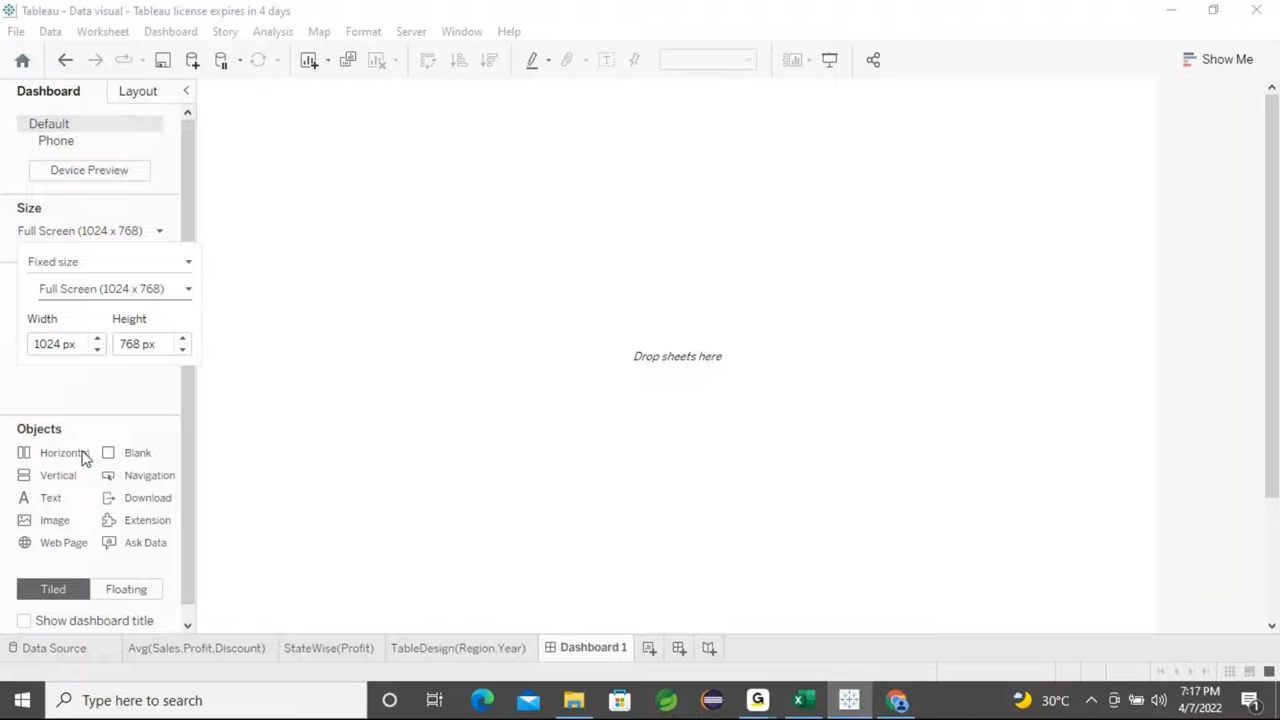 Tableau - Data visual - Tableau license expires in 4 days
File Data Worksheet Dashboard Story Analysis Map Format Server Window Help
Show Me
Dashboard Layout
Default
Phone
Device Preview
Size
Full Screen (1024 x 768)
Fixed size
Full Screen (1024 x 768)
Width Height
1024 px 768 px
Drop sheets here
Objects
Horizontal Blank
Vertical Navigation
Text Download
Image Extension
Web Page Ask Data
Tiled Floating
Show dashboard title
Data Source Avg(Sales.Profit.Discount) StateWise(Profit) TableDesign(Region.Year) Dashboard 1
Type here to search
30°C
7:17 PM
4/7/2022
1